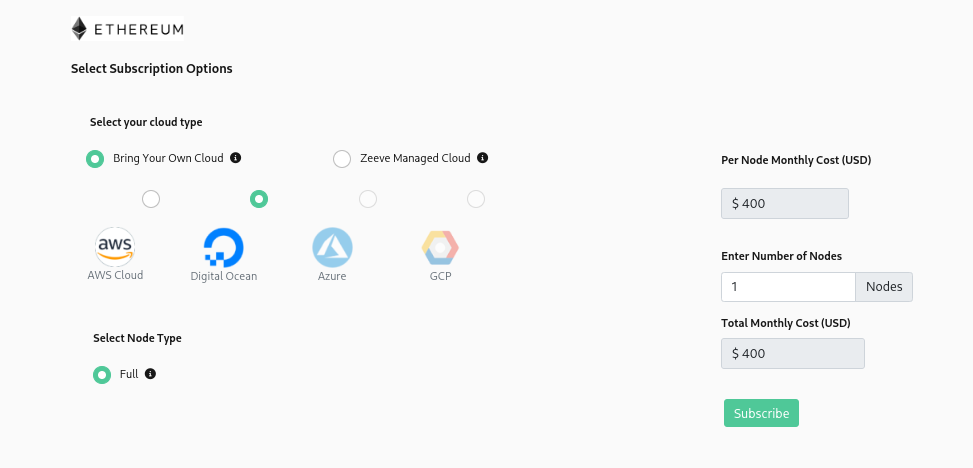 ETHEREUM
Select Subscription Options
Select your cloud type
Bring Your Own Cloud
Zeeve Managed Cloud
aws
AWS Cloud
Digital Ocean
Azure
GCP
Select Node Type
Full
Per Node Monthly Cost (USD)
$ 400
Enter Number of Nodes
1 Nodes
Total Monthly Cost (USD)
$ 400
Subscribe